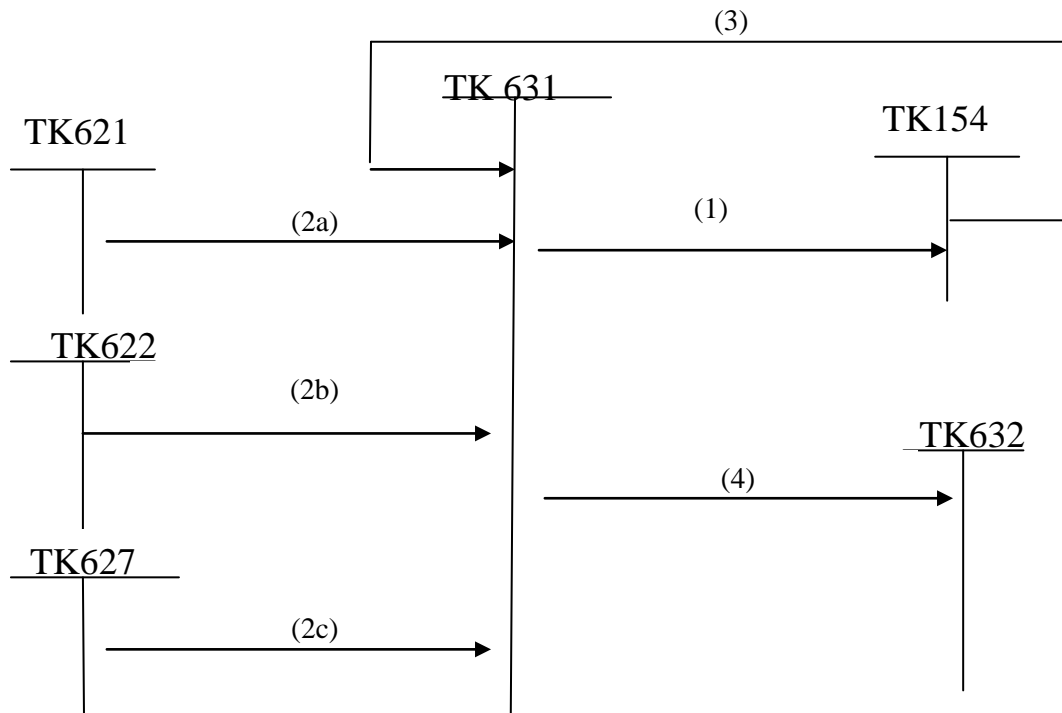 (3)
TK 631
TK621
TK154
(2a)
(1)
TK622
(2b)
TK632
(4)
TK627
(2c)